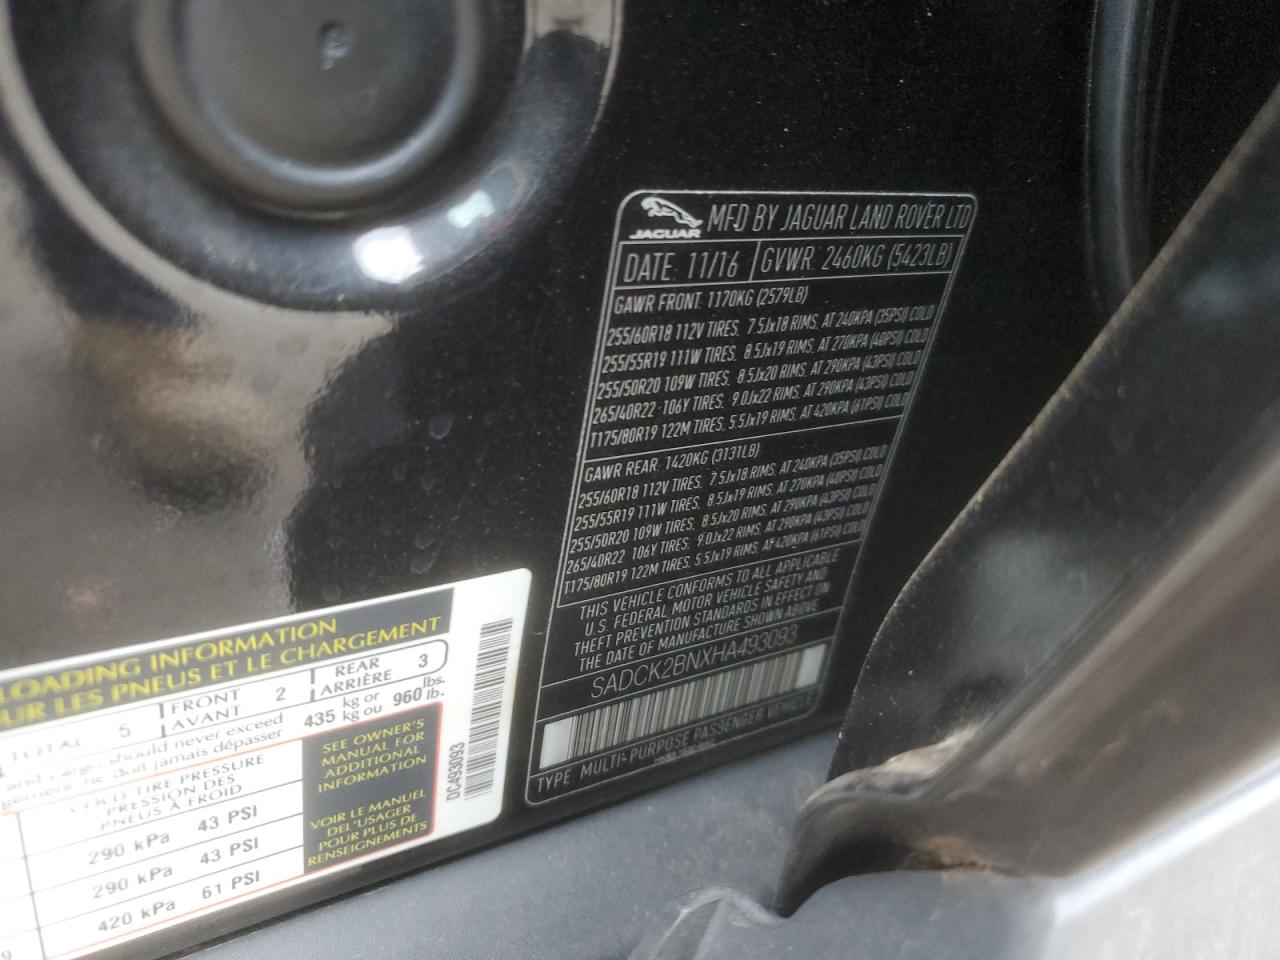 JAGUAR
MFD BY JAGUAR LAND ROVER LTD
DATE: 11/16 GVWR: 2460KG (5423LB)
GAWR FRONT: 1170KG (2579LB)
255/60R18 112V TIRES, 7.5Jx18 RIMS, AT 240KPA (35PSI) COLD
255/55R19 111W TIRES, 8.5Jx19 RIMS, AT 270KPA (40PSI) COLD
255/50R20 109W TIRES, 8.5Jx20 RIMS, AT 290KPA (43PSI) COLD
265/40R22 106Y TIRES, 9.0Jx22 RIMS, AT 290KPA (43PSI) COLD
T175/80R19 122M TIRES, 5.5Jx19 RIMS, AT 420KPA (61PSI) COLD
GAWR REAR: 1420KG (3131LB)
255/60R18 112V TIRES, 7.5Jx18 RIMS, AT 240KPA (35PSI) COLD
255/55R19 111W TIRES, 8.5Jx19 RIMS, AT 270KPA (40PSI) COLD
255/50R20 109W TIRES, 8.5Jx20 RIMS, AT 290KPA (43PSI) COLD
265/40R22 106Y TIRES, 9.0Jx22 RIMS, AT 290KPA (43PSI) COLD
T175/80R19 122M TIRES, 5.5Jx19 RIMS, AT 420KPA (61PSI) COLD
THIS VEHICLE CONFORMS TO ALL APPLICABLE
U.S. FEDERAL MOTOR VEHICLE SAFETY AND
THEFT PREVENTION STANDARDS IN EFFECT ON
THE DATE OF MANUFACTURE SHOWN ABOVE
SADCK2BNXHA493093
TYPE: MULTI-PURPOSE PASSENGER VEHICLE
LOADING INFORMATION
SUR LES PNEUS ET LE CHARGEMENT
TOTAL 5 FRONT AVANT 2 REAR ARRIÈRE 3
and cargo should never exceed 435 kg or 960 lbs.
ne doit jamais dépasser kg ou lb.
COLD TIRE PRESSURE
PRESSION DES
PNEUS À FROID
290 kPa 43 PSI
290 kPa 43 PSI
420 kPa 61 PSI
SEE OWNER'S
MANUAL FOR
ADDITIONAL
INFORMATION
VOIR LE MANUEL
DE L'USAGER
POUR PLUS DE
RENSEIGNEMENTS
DC493093